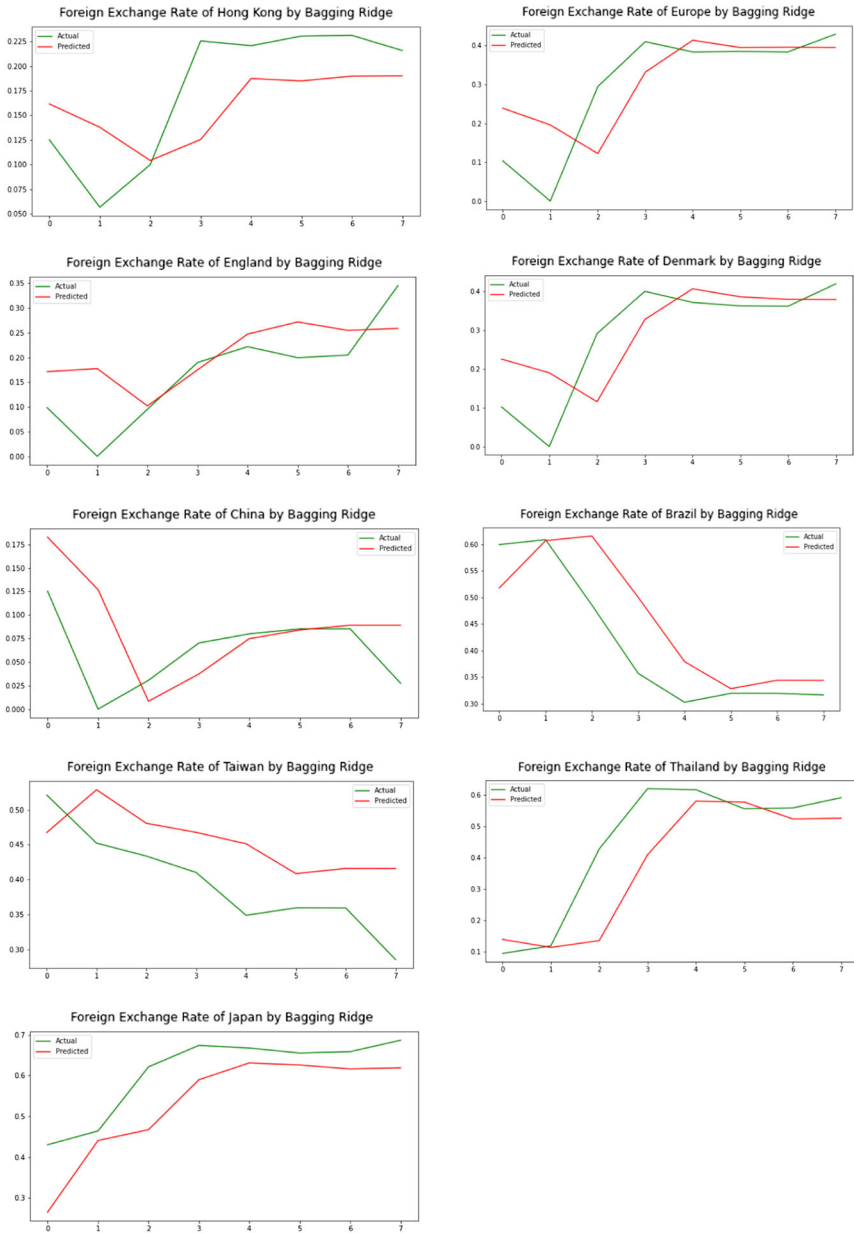 Foreign Exchange Rate of Hong Kong by Bagging Ridge
Actual
Predicted
0.225
0.200
0.175
0.150
0.125
0.100
0.075
0.050
0 1 2 3 4 5 6 7
Foreign Exchange Rate of Europe by Bagging Ridge
Actual
Predicted
0.4
0.3
0.2
0.1
0.0
0 1 2 3 4 5 6 7
Foreign Exchange Rate of England by Bagging Ridge
Actual
Predicted
0.35
0.30
0.25
0.20
0.15
0.10
0.05
0.00
0 1 2 3 4 5 6 7
Foreign Exchange Rate of Denmark by Bagging Ridge
Actual
Predicted
0.4
0.3
0.2
0.1
0.0
0 1 2 3 4 5 6 7
Foreign Exchange Rate of China by Bagging Ridge
Actual
Predicted
0.175
0.150
0.125
0.100
0.075
0.050
0.025
0.000
0 1 2 3 4 5 6 7
Foreign Exchange Rate of Brazil by Bagging Ridge
Actual
Predicted
0.60
0.55
0.50
0.45
0.40
0.35
0.30
0 1 2 3 4 5 6 7
Foreign Exchange Rate of Taiwan by Bagging Ridge
Actual
Predicted
0.50
0.45
0.40
0.35
0.30
0 1 2 3 4 5 6 7
Foreign Exchange Rate of Thailand by Bagging Ridge
Actual
Predicted
0.6
0.5
0.4
0.3
0.2
0.1
0 1 2 3 4 5 6 7
Foreign Exchange Rate of Japan by Bagging Ridge
Actual
Predicted
0.7
0.6
0.5
0.4
0.3
0 1 2 3 4 5 6 7